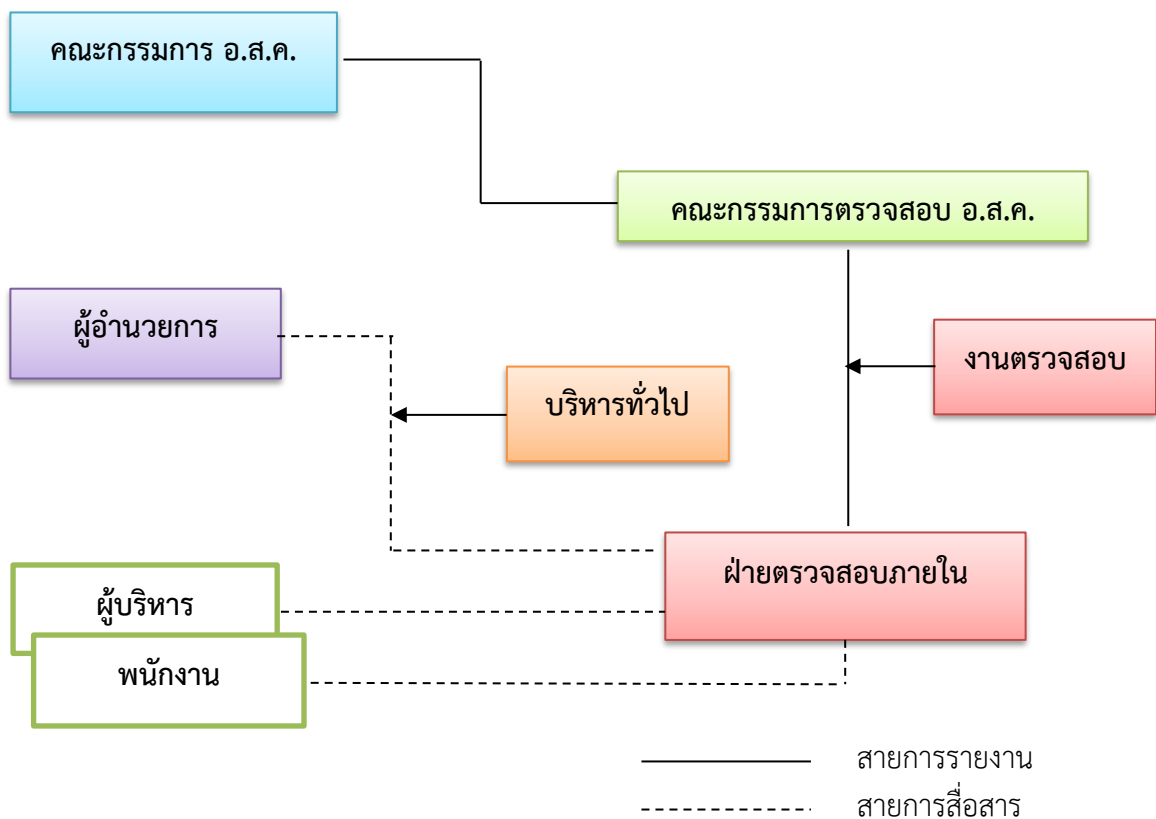 คณะกรรมการ อ.ส.ค.
คณะกรรมการตรวจสอบ อ.ส.ค.
ผู้อำนวยการ
งานตรวจสอบ
บริหารทั่วไป
ฝ่ายตรวจสอบภายใน
ผู้บริหาร
พนักงาน
สายการรายงาน
สายการสื่อสาร